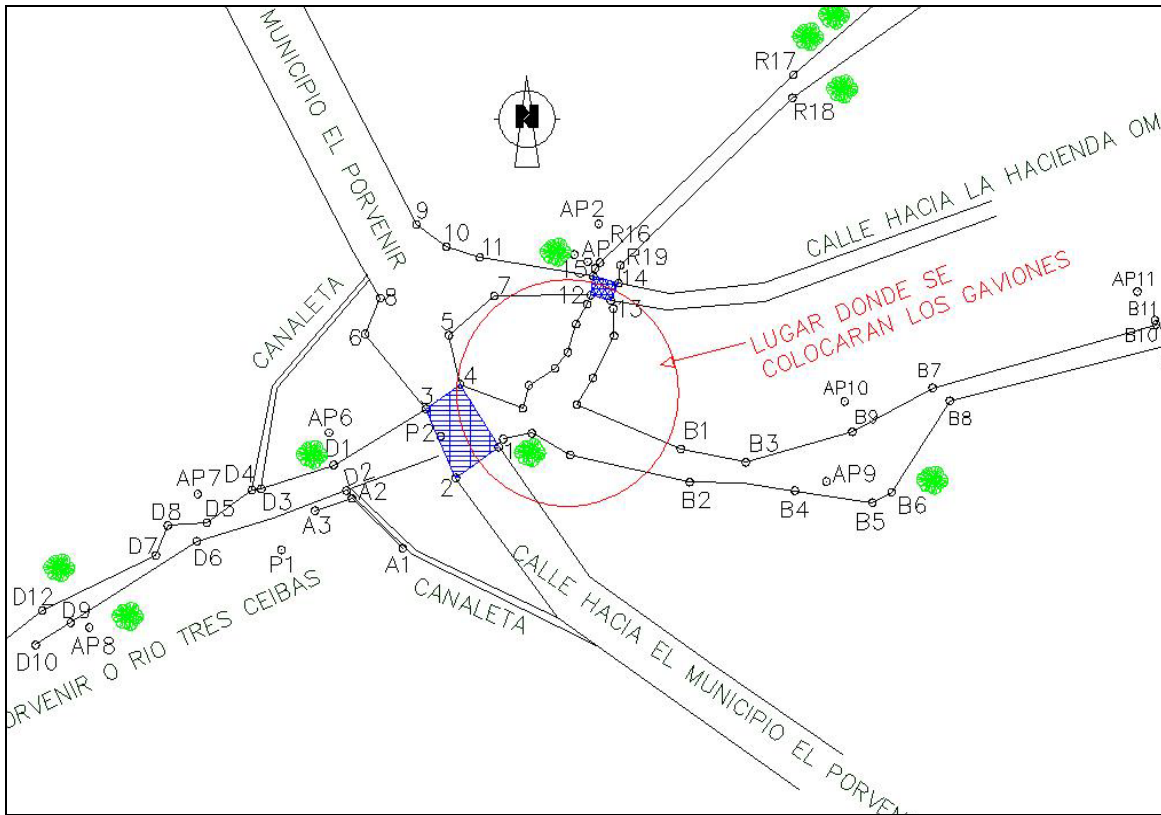 MUNICIPIO EL PORVENIR
N
R17
R18
CALLE HACIA LA HACIENDA OM
9
10
11
AP2
R16
AP
R19
15
14
12
13
7
8
5
6
CANALETA
LUGAR DONDE SE
COLOCARAN LOS GAVIONES
AP11
B11
B10
B7
B8
AP10
B9
4
3
P2
1
2
B1
B3
B2
AP9
B4
B5
B6
AP6
D1
AP7
D4
D3
D2
A2
A3
D5
D8
D7
D6
P1
A1
D12
D9
AP8
D10
CANALETA
CALLE HACIA EL MUNICIPIO EL PORVEN
ORVENIR O RIO TRES CEIBAS